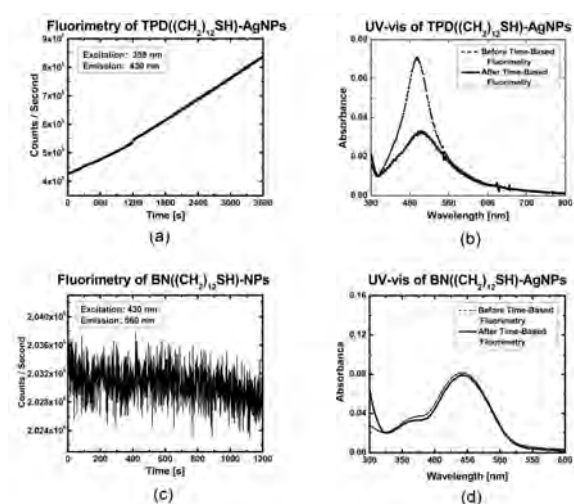 Fluorimetry of TPD((CH₂)₁₂SH)-AgNPs
Excitation: nm
Emission: 430 nm
Counts / Second
0 600 1200 1800 2400 3000 3600
Time [s]
(a)
UV-vis of TPD((CH₂)₁₂SH)-AgNPs
Before Time-Based
Fluorimetry
After Time-Based
Fluorimetry
Absorbance
0.08
0.06
0.04
0.02
0.00
300 400 500 600 700 800
Wavelength [nm]
(b)
Fluorimetry of BN((CH₂)₁₂SH)-NPs
Excitation: 430 nm
Emission: 560 nm
Counts / Second
0 200 400 600 800 1000 1200
Time [s]
(c)
UV-vis of BN((CH₂)₁₂SH)-AgNPs
Before Time-Based
Fluorimetry
After Time-Based
Fluorimetry
Absorbance
0.16
0.12
0.08
0.04
0.00
300 350 400 450 500 550 600
Wavelength [nm]
(d)